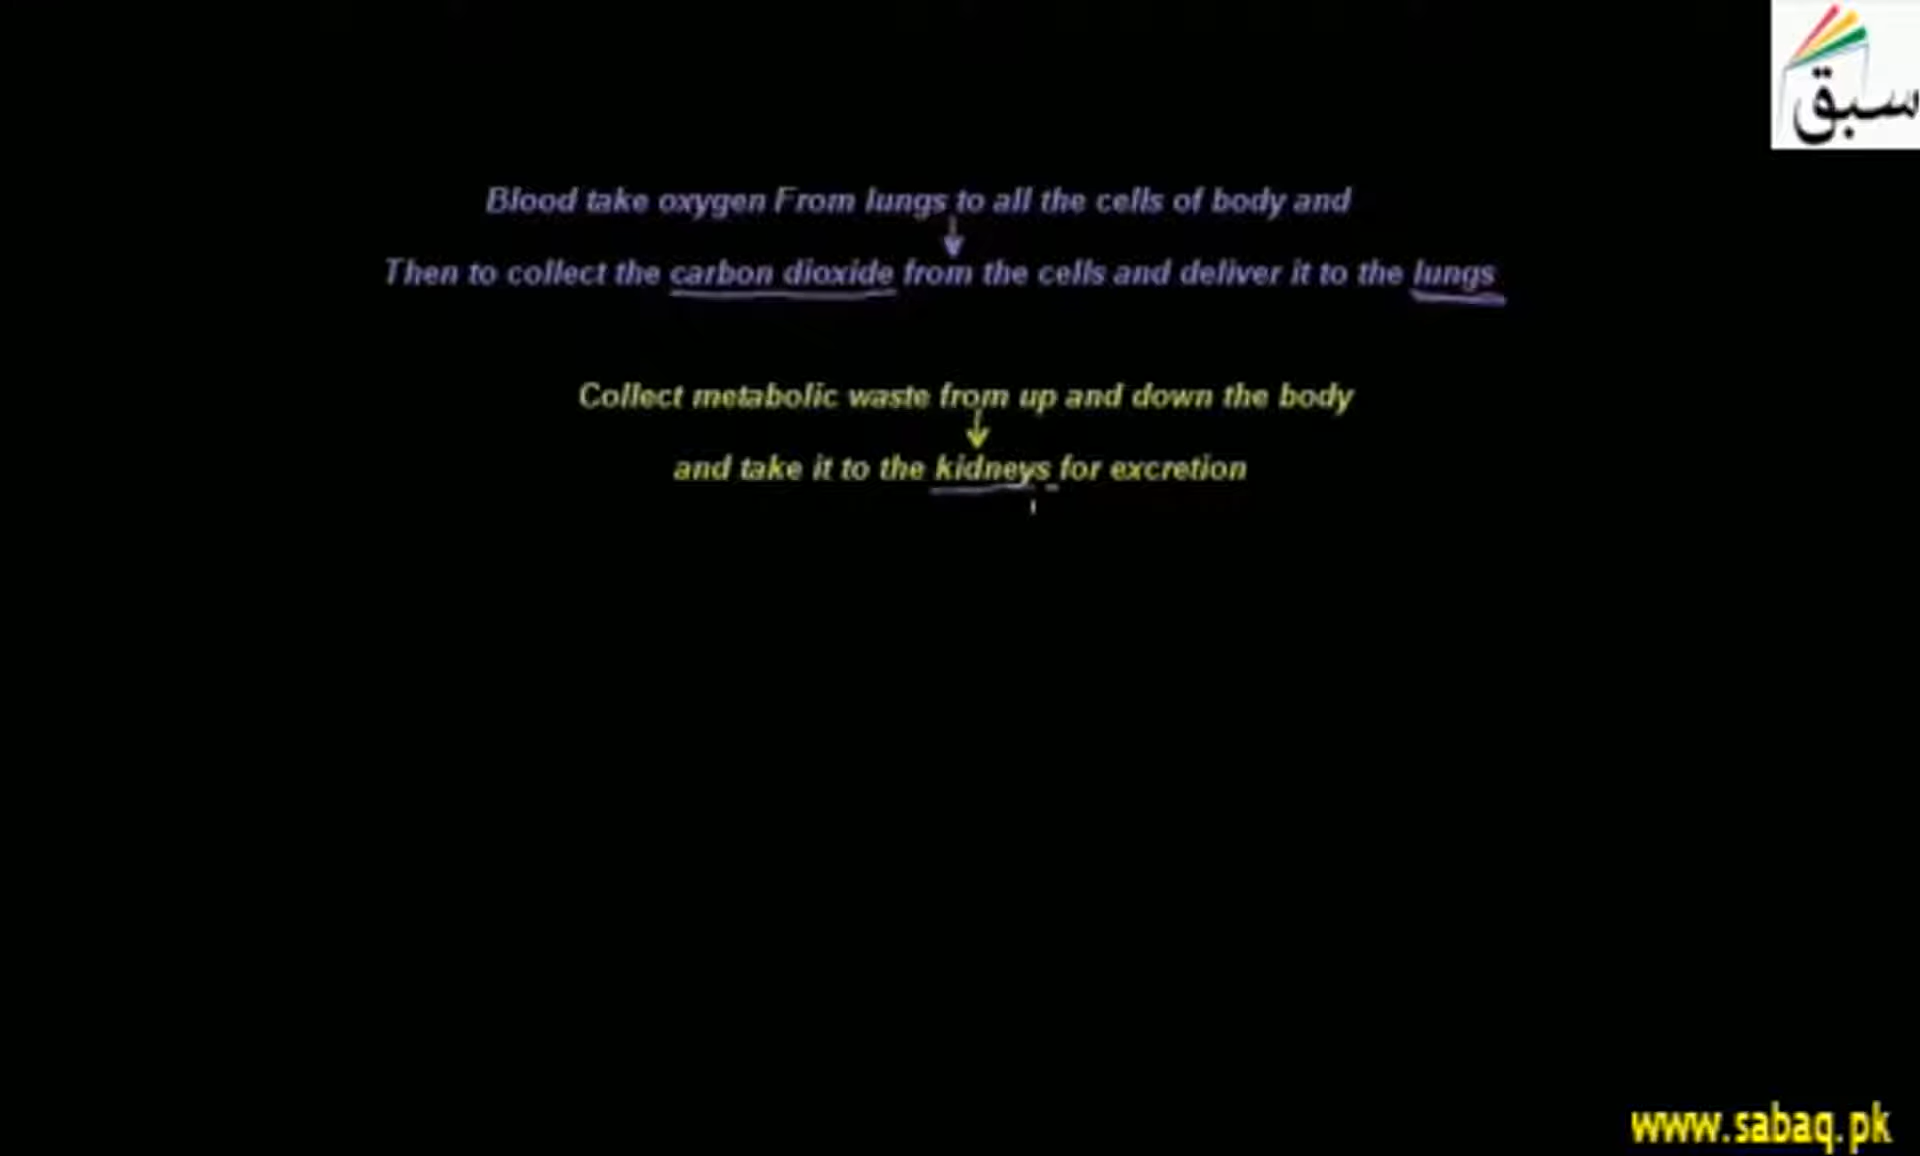 سبق
Blood take oxygen From lungs to all the cells of body and
Then to collect the carbon dioxide from the cells and deliver it to the lungs
Collect metabolic waste from up and down the body
and take it to the kidneys for excretion
www.sabaq.pk